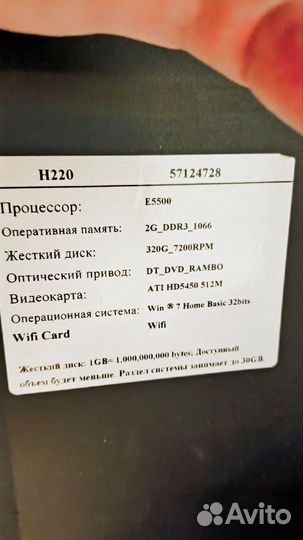 H220 57124728
Процессор: E5500
Оперативная память: 2G_DDR3_1066
Жесткий диск: 320G_7200RPM
Оптический привод: DT_DVD_RAMBO
Видеокарта: ATI HD5450 512M
Операционная система: Win ® 7 Home Basic 32bits
Wifi Card Wifi
Жесткий диск: 1GB= 1,000,000,000 bytes; Доступный
объем будет меньше. Раздел системы занимает до 30GB.
Avito